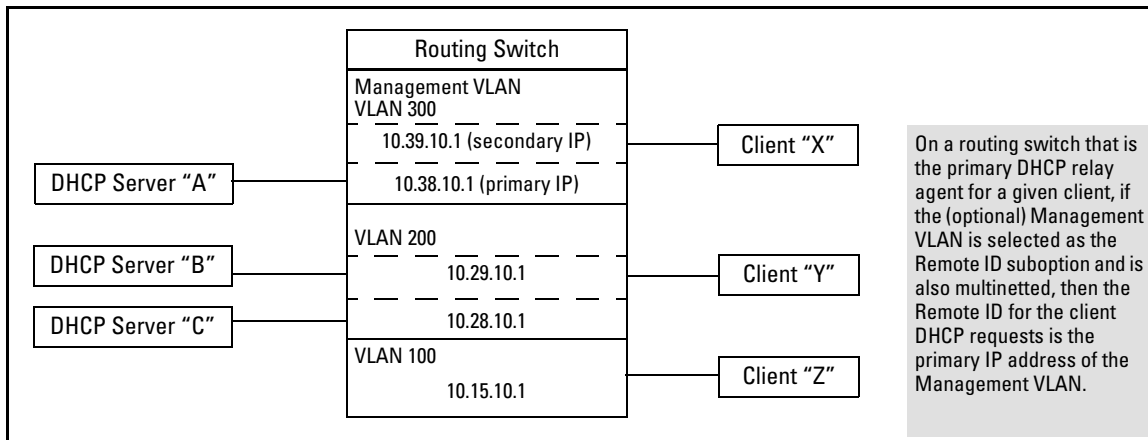 Routing Switch
Management VLAN
VLAN 300
10.39.10.1 (secondary IP)
10.38.10.1 (primary IP)
VLAN 200
10.29.10.1
10.28.10.1
VLAN 100
10.15.10.1
DHCP Server “A”
DHCP Server “B”
DHCP Server “C”
Client “X”
Client “Y”
Client “Z”
On a routing switch that is
the primary DHCP relay
agent for a given client, if
the (optional) Management
VLAN is selected as the
Remote ID suboption and is
also multinetted, then the
Remote ID for the client
DHCP requests is the
primary IP address of the
Management VLAN.